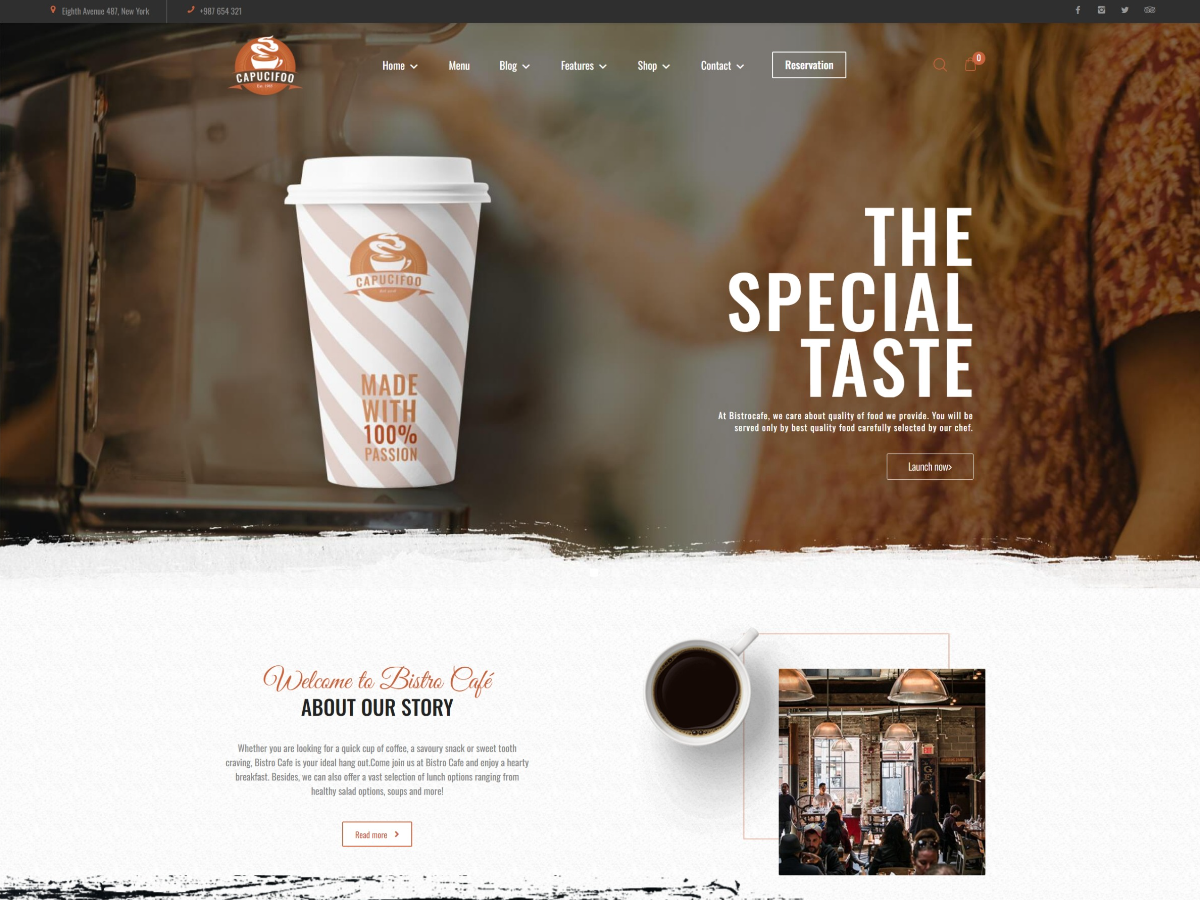 Eighth Avenue 487, New York
+987 654 321
CAPUCIFOO
Est. 1985
Home
Menu
Blog
Features
Shop
Contact
Reservation
0
CAPUCIFOO
MADE
WITH
100%
PASSION
THE
SPECIAL
TASTE
At Bistrocafe, we care about quality of food we provide. You will be
served only by best quality food carefully selected by our chef.
Launch now>
Welcome to Bistro Café
ABOUT OUR STORY
Whether you are looking for a quick cup of coffee, a savoury snack or sweet tooth
craving, Bistro Cafe is your ideal hang out.Come join us at Bistro Cafe and enjoy a hearty
breakfast. Besides, we can also offer a vast selection of lunch options ranging from
healthy salad options, soups and more!
Read more